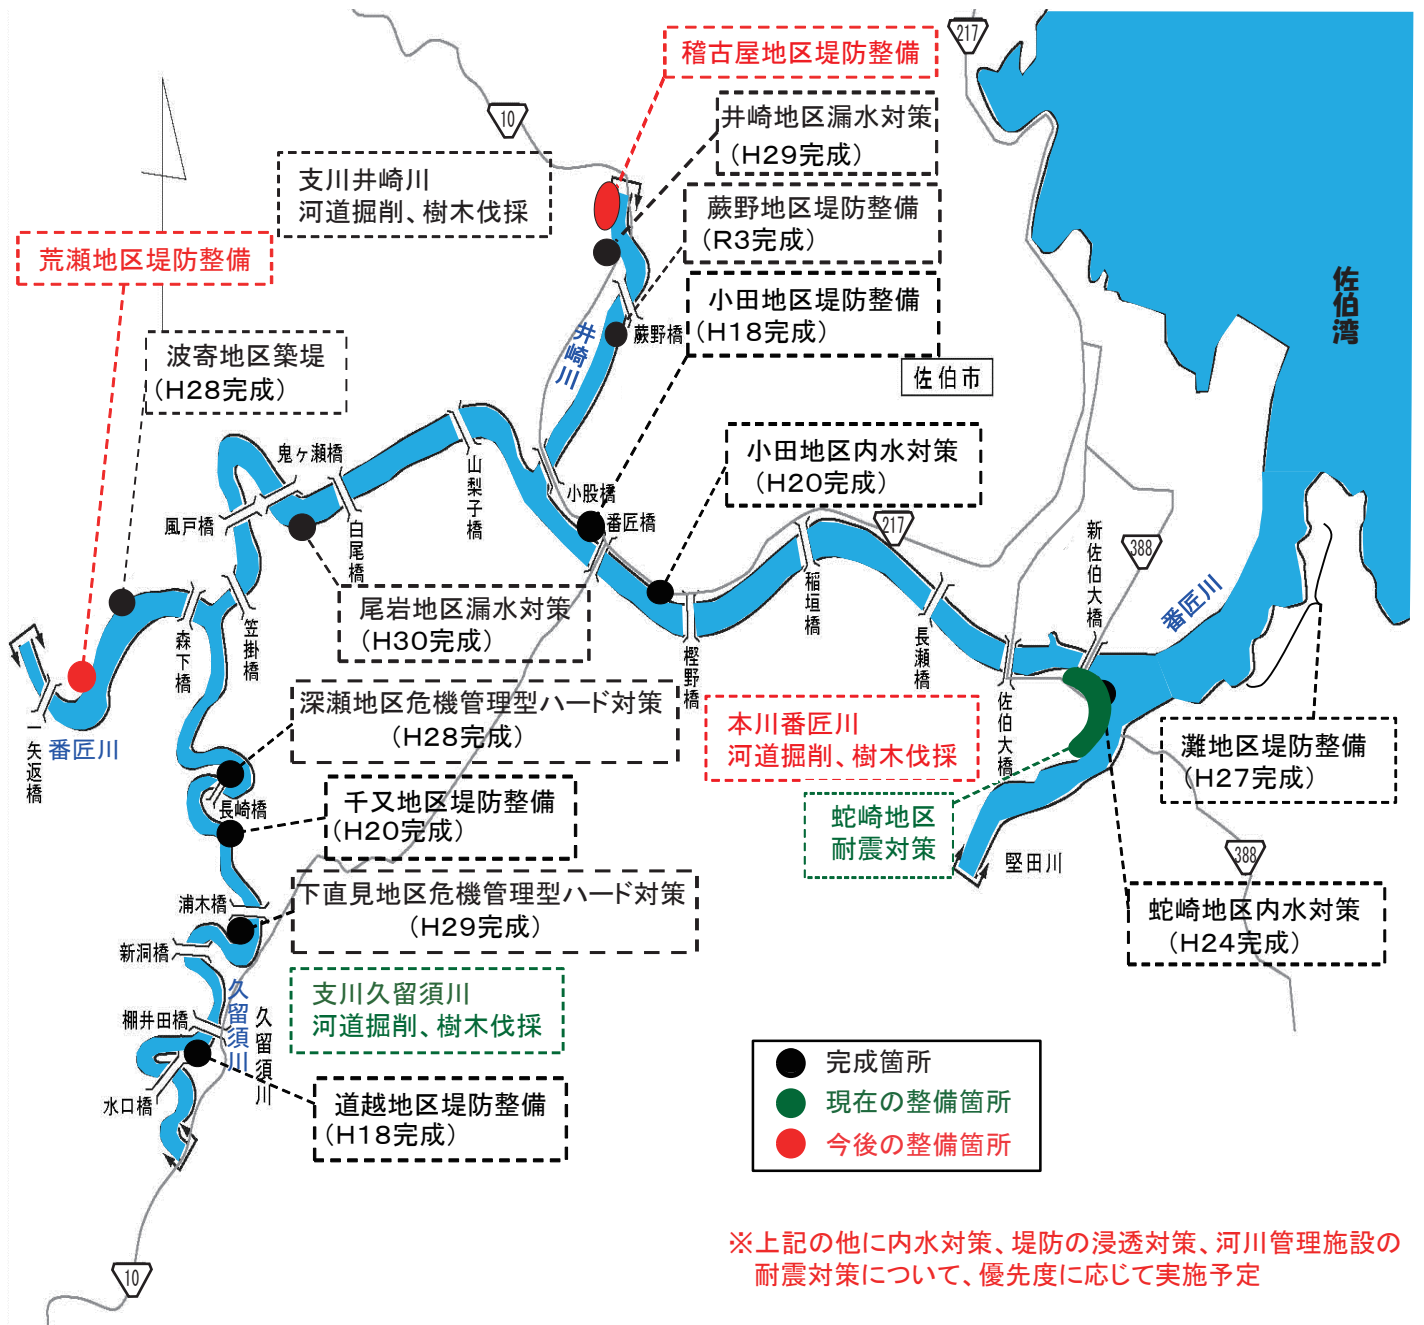 217
稽古屋地区堤防整備
10
井崎地区漏水対策
(H29完成)
支川井崎川
河道掘削、樹木伐採
蕨野地区堤防整備
(R3完成)
荒瀬地区堤防整備
小田地区堤防整備
(H18完成)
佐伯湾
井崎川
蕨野橋
波寄地区築堤
(H28完成)
佐伯市
小田地区内水対策
(H20完成)
鬼ヶ瀬橋
山梨子橋
小股橋
番匠橋
風戸橋
白尾橋
217
新佐伯大橋
388
稲垣橋
番匠川
尾岩地区漏水対策
(H30完成)
森下橋
笠掛橋
樫野橋
長瀬橋
佐伯大橋
一矢返橋
番匠川
深瀬地区危機管理型ハード対策
(H28完成)
本川番匠川
河道掘削、樹木伐採
灘地区堤防整備
(H27完成)
長崎橋
千又地区堤防整備
(H20完成)
蛇崎地区
耐震対策
堅田川
388
下直見地区危機管理型ハード対策
(H29完成)
浦木橋
蛇崎地区内水対策
(H24完成)
新洞橋
久留須川
支川久留須川
河道掘削、樹木伐採
棚井田橋
久留須川
水口橋
道越地区堤防整備
(H18完成)
完成箇所
現在の整備箇所
今後の整備箇所
10
※上記の他に内水対策、堤防の浸透対策、河川管理施設の
耐震対策について、優先度に応じて実施予定